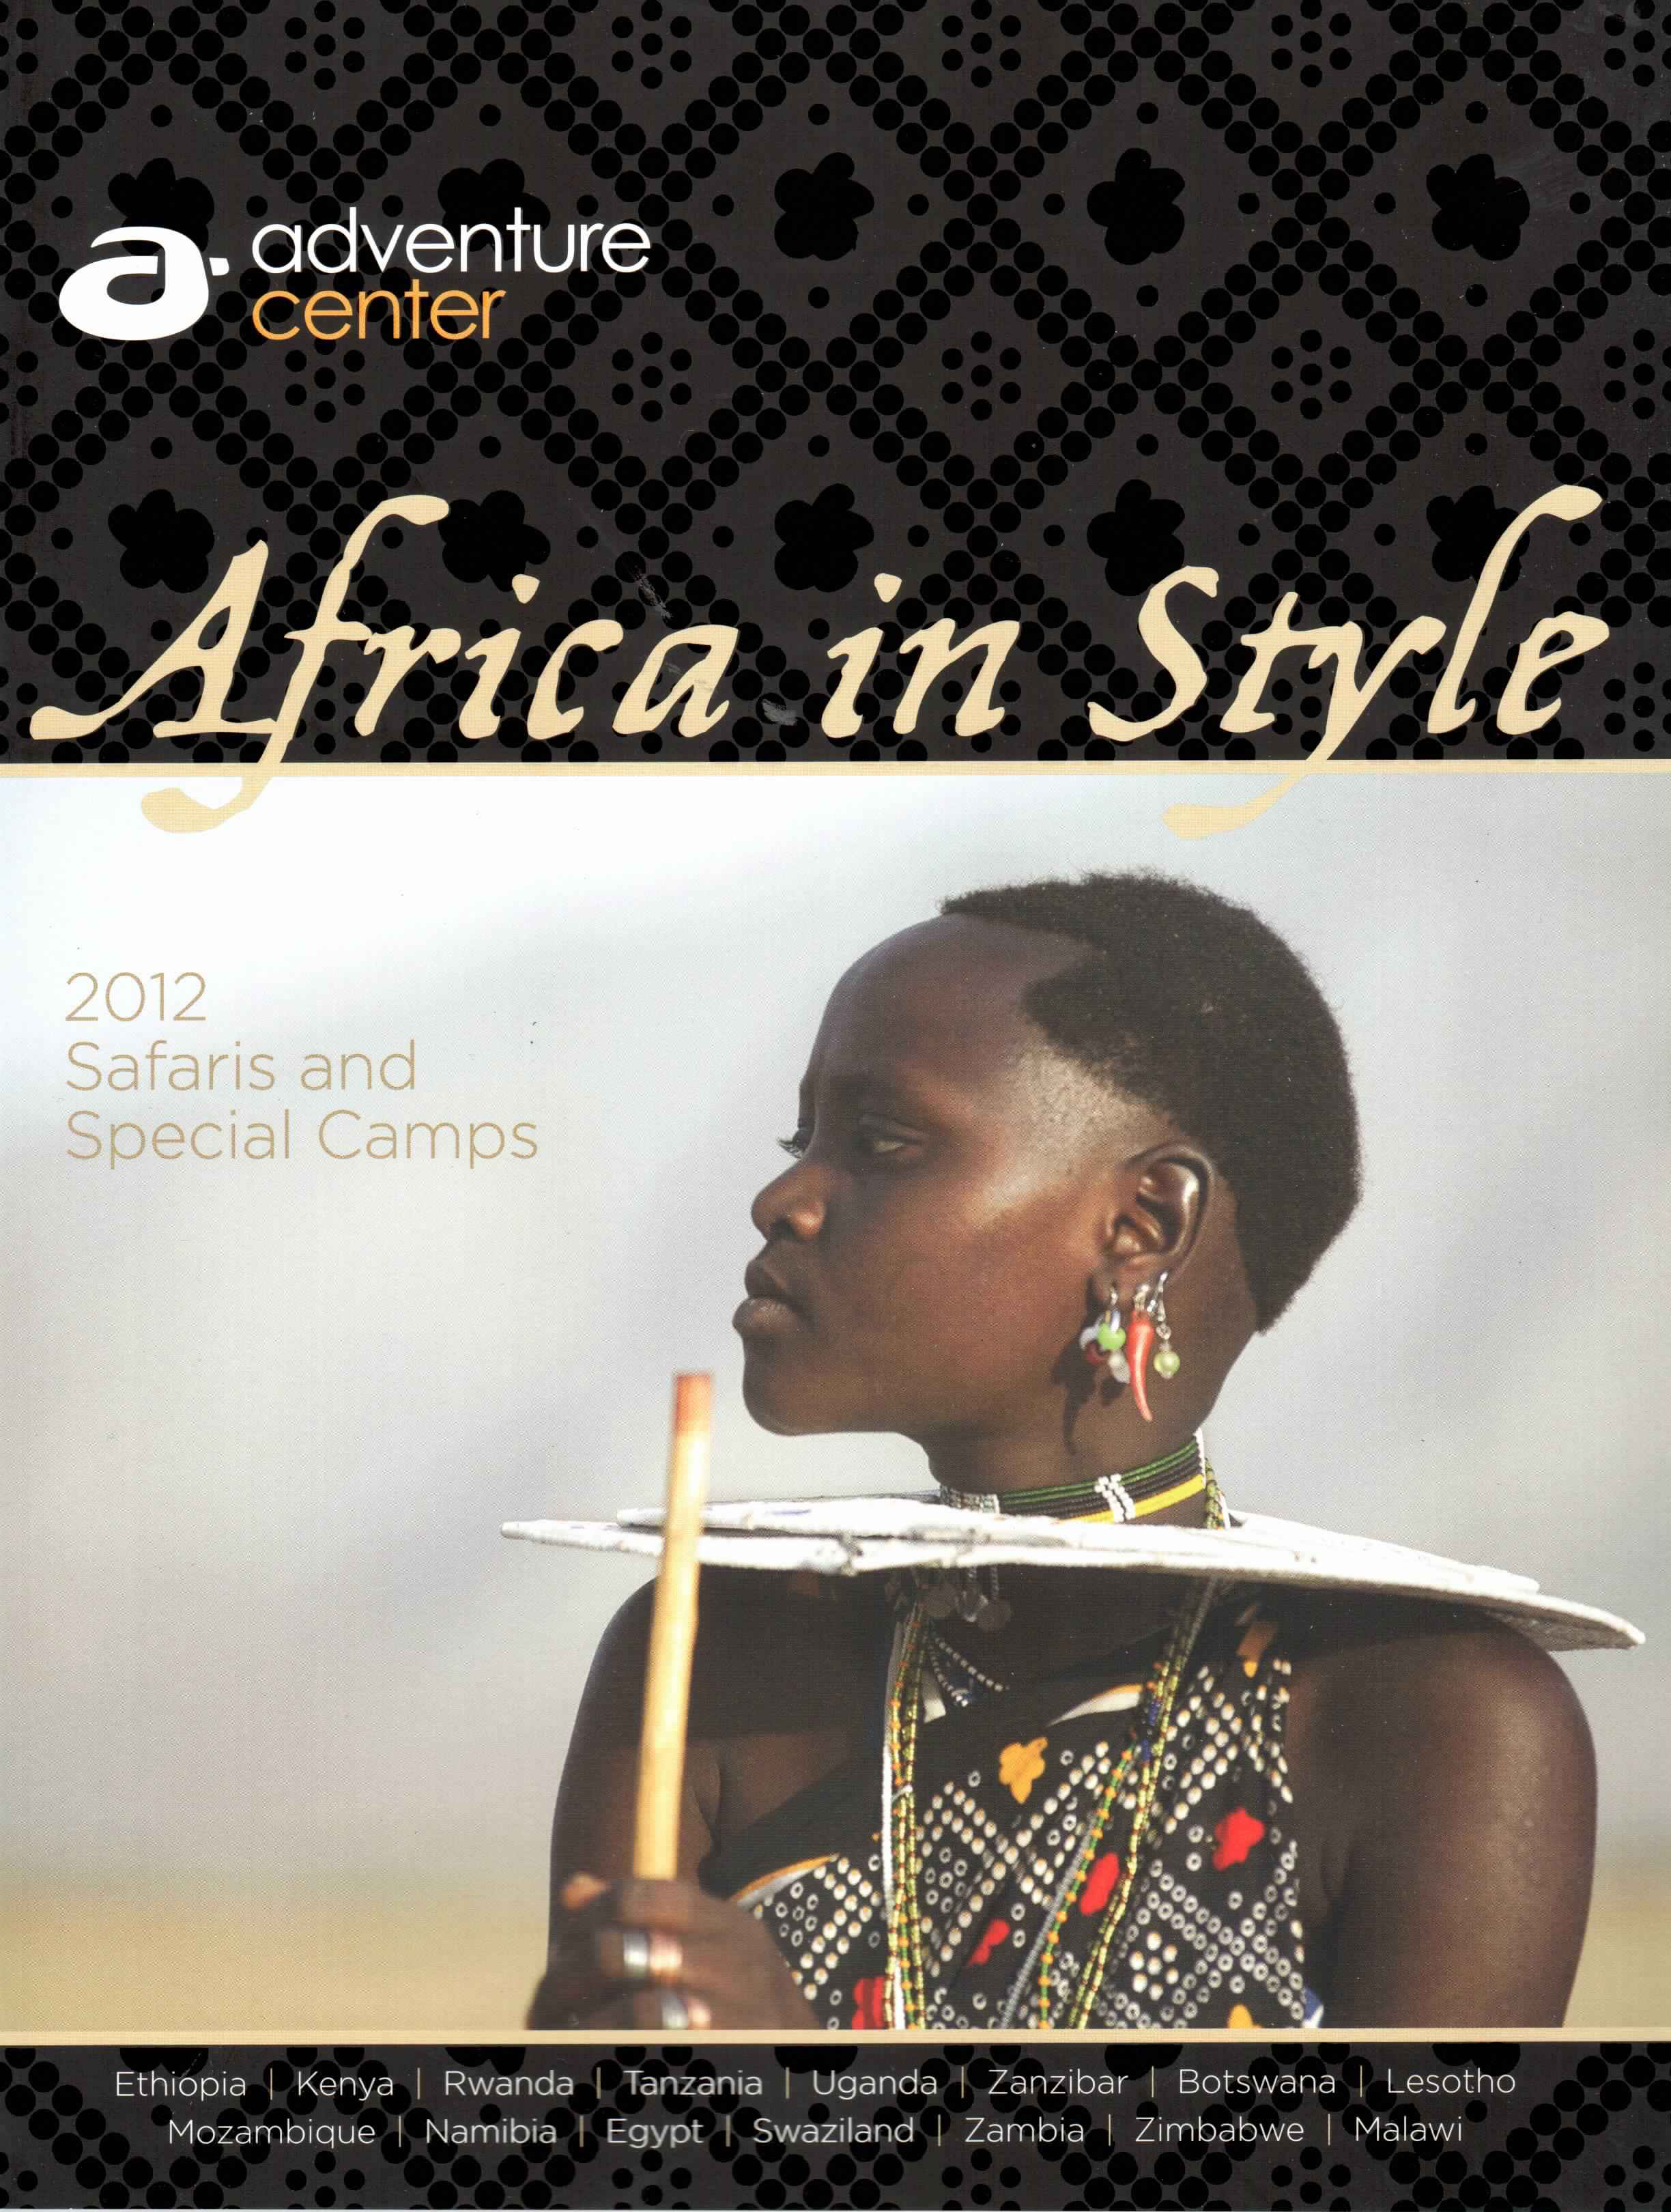 a. adventure
center
Africa in Style
2012
Safaris and
Special Camps
Ethiopia | Kenya | Rwanda | Tanzania | Uganda | Zanzibar | Botswana | Lesotho
Mozambique | Namibia | Egypt | Swaziland | Zambia | Zimbabwe | Malawi